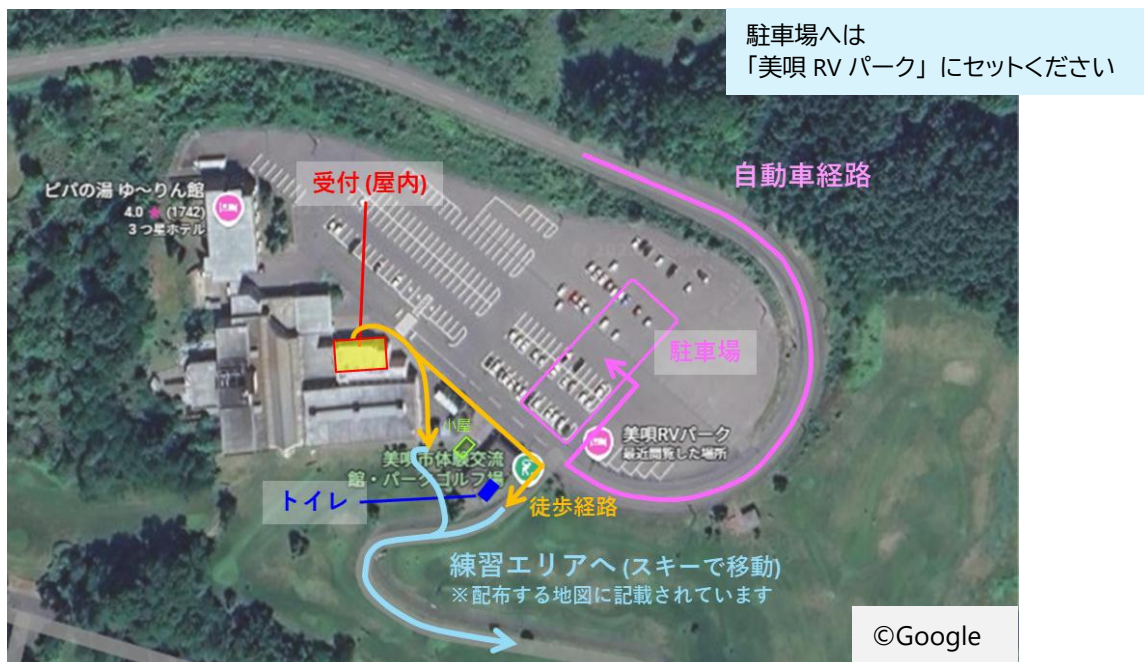 駐車場へは
「美唄 RV パーク」にセットください
自動車経路
受付 (屋内)
ピパの湯 ゆ〜りん館
4.0 ★ (1742)
3 つ星ホテル
駐車場
小屋
美唄RVパーク
最近閲覧した場所
美唄市体験交流
館・パークゴルフ場
トイレ
徒歩経路
練習エリアへ (スキーで移動)
※配布する地図に記載されています
©Google